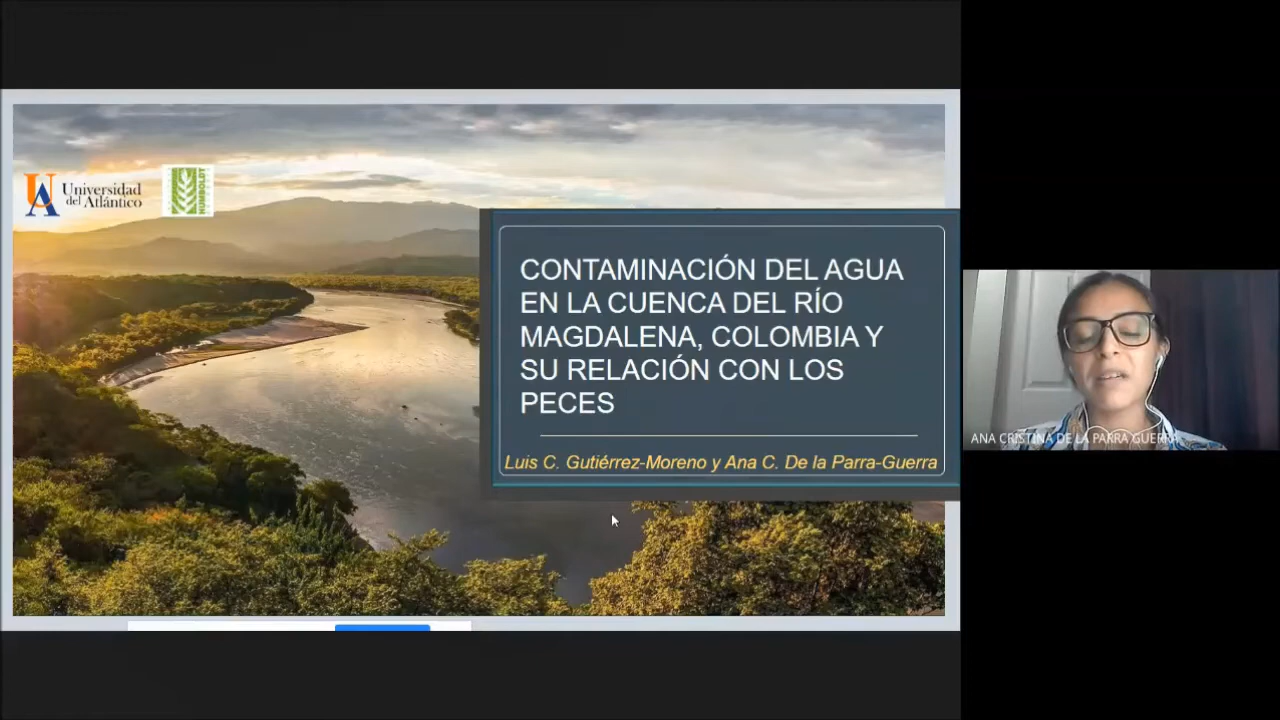 Universidad
del Atlántico
HUMBOLDT
CONTAMINACIÓN DEL AGUA
EN LA CUENCA DEL RÍO
MAGDALENA, COLOMBIA Y
SU RELACIÓN CON LOS
PECES
Luis C. Gutiérrez-Moreno y Ana C. De la Parra-Guerra
ANA CRISTINA DE LA PARRA GUERRA